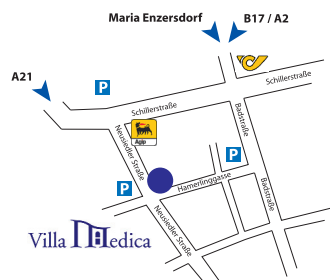 Maria Enzersdorf
B17 / A2
A21
P
Schillerstraße
Schillerstraße
Neusiedler Straße
Agip
Badstraße
P
Hamerlinggasse
P
Badstraße
Neusiedler Straße
Villa Medica